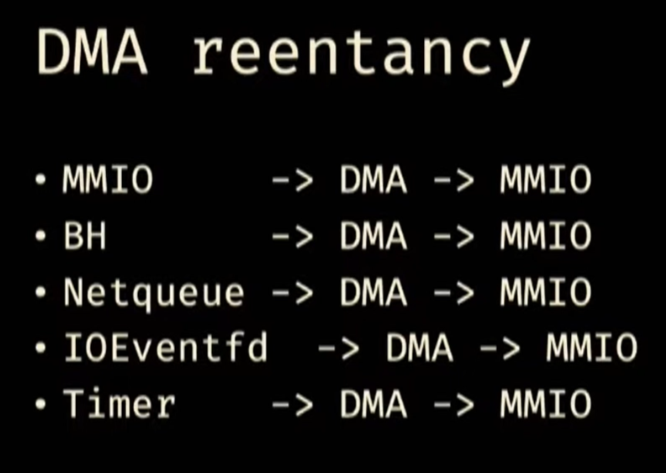 DMA reentancy
• MMIO -> DMA -> MMIO
• BH -> DMA -> MMIO
• Netqueue -> DMA -> MMIO
• IOEventfd -> DMA -> MMIO
• Timer -> DMA -> MMIO